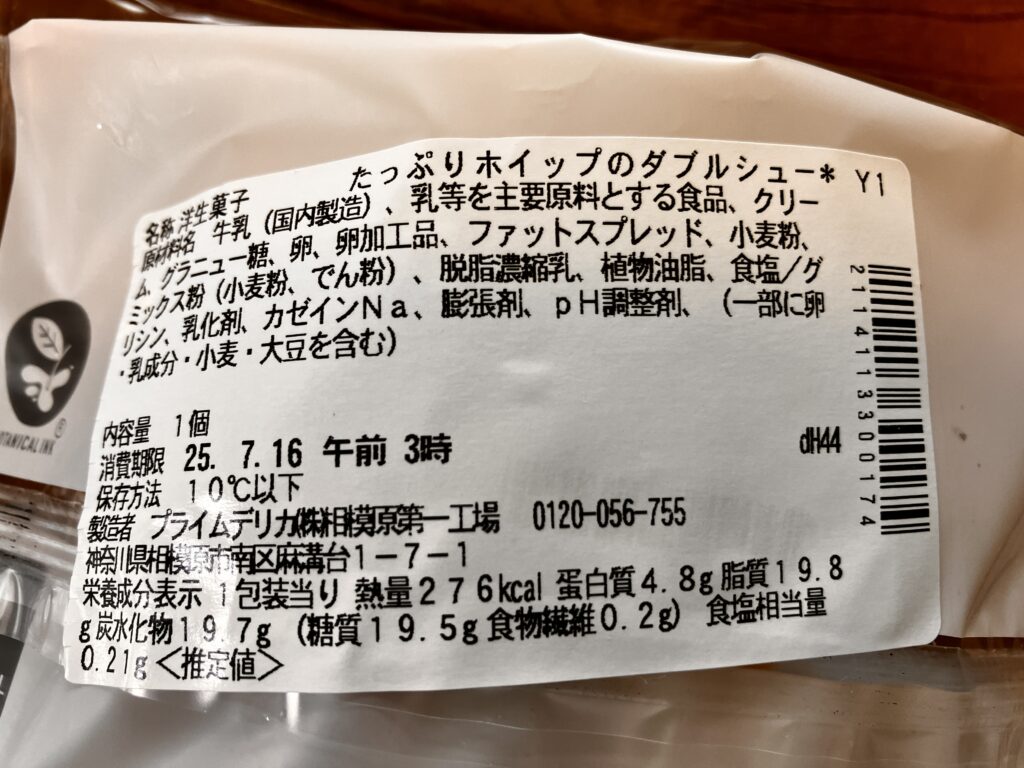 たっぷりホイップのダブルシュー* Y1
名称 洋生菓子
原材料名 牛乳（国内製造）、乳等を主要原料とする食品、クリー
ム、グラニュー糖、卵、卵加工品、ファットスプレッド、小麦粉、
ミックス粉（小麦粉、でん粉）、脱脂濃縮乳、植物油脂、食塩／グ
リシン、乳化剤、カゼインＮａ、膨張剤、ｐＨ調整剤、（一部に卵
・乳成分・小麦・大豆を含む）
内容量 1個
消費期限 25. 7.16 午前 3時
dH44
保存方法 １０℃以下
製造者 プライムデリカ㈱相模原第一工場 0120-056-755
神奈川県相模原市南区麻溝台１－７－１
栄養成分表示 １包装当り 熱量２７６kcal 蛋白質４.８g 脂質１９.８
g 炭水化物１９.７g （糖質１９.５g 食物繊維０.２g） 食塩相当量
0.21g ＜推定値＞
2114113300174
BOTANICAL INK®